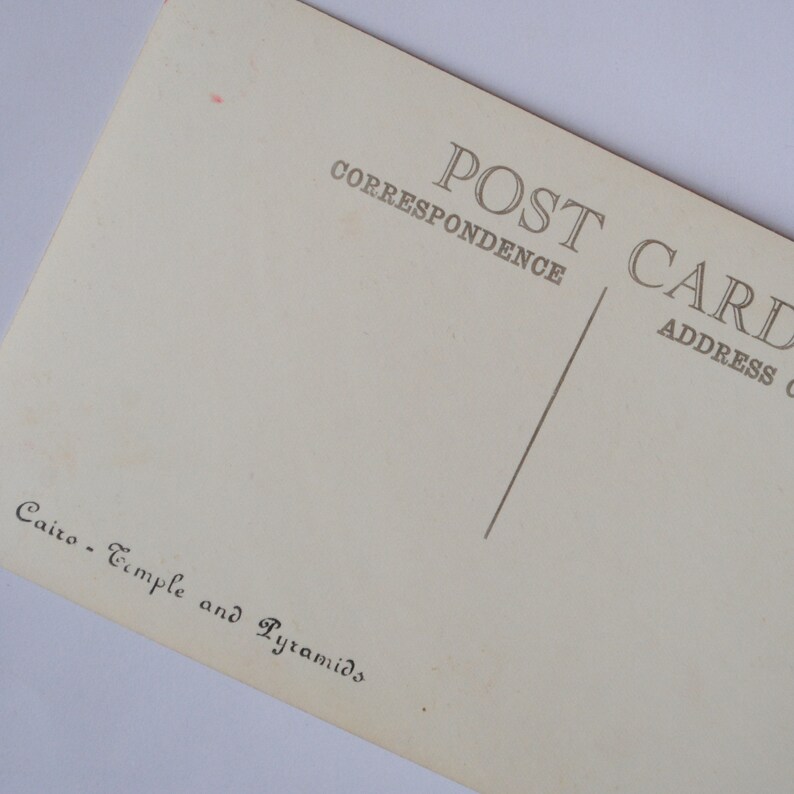 POST CARD
CORRESPONDENCE
ADDRESS
Cairo - Temple and Pyramids